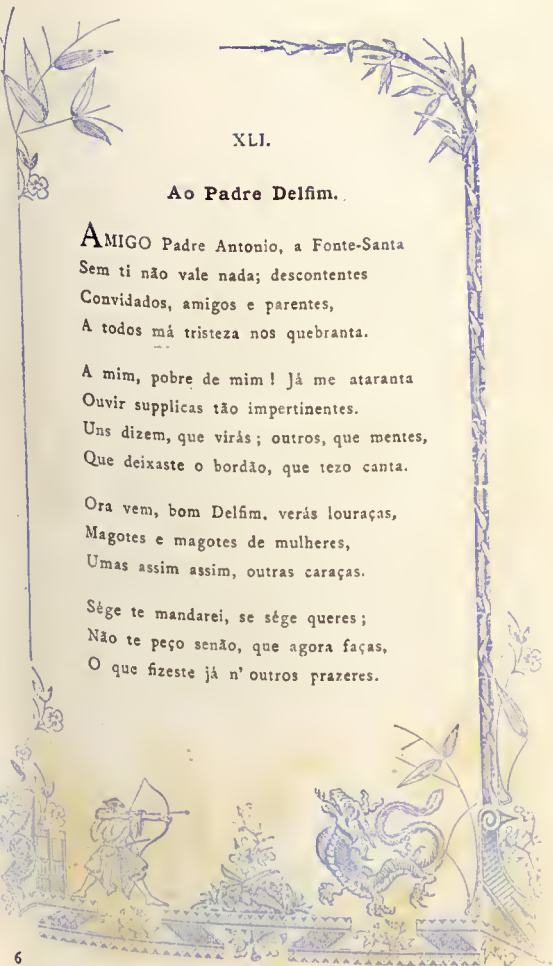 XLI.
Ao Padre Delfim.
AMIGO Padre Antonio, a Fonte-Santa
Sem ti não vale nada; descontentes
Convidados, amigos e parentes,
A todos má tristeza nos quebranta.
A mim, pobre de mim ! Já me ataranta
Ouvir supplicas tão impertinentes.
Uns dizem, que virás ; outros, que mentes,
Que deixaste o bordão, que tezo canta.
Ora vem, bom Delfim, verás louraças,
Magotes e magotes de mulheres,
Umas assim assim, outras caraças.
Sége te mandarei, se sége queres ;
Não te peço senão, que agora faças,
O que fizeste já n' outros prazeres.
6